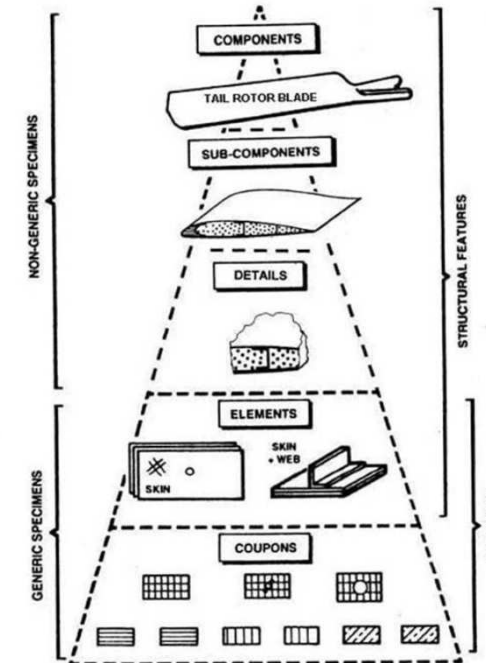 COMPONENTS
TAIL ROTOR BLADE
SUB-COMPONENTS
NON-GENERIC SPECIMENS
STRUCTURAL FEATURES
DETAILS
ELEMENTS
SKIN
SKIN
+ WEB
GENERIC SPECIMENS
COUPONS